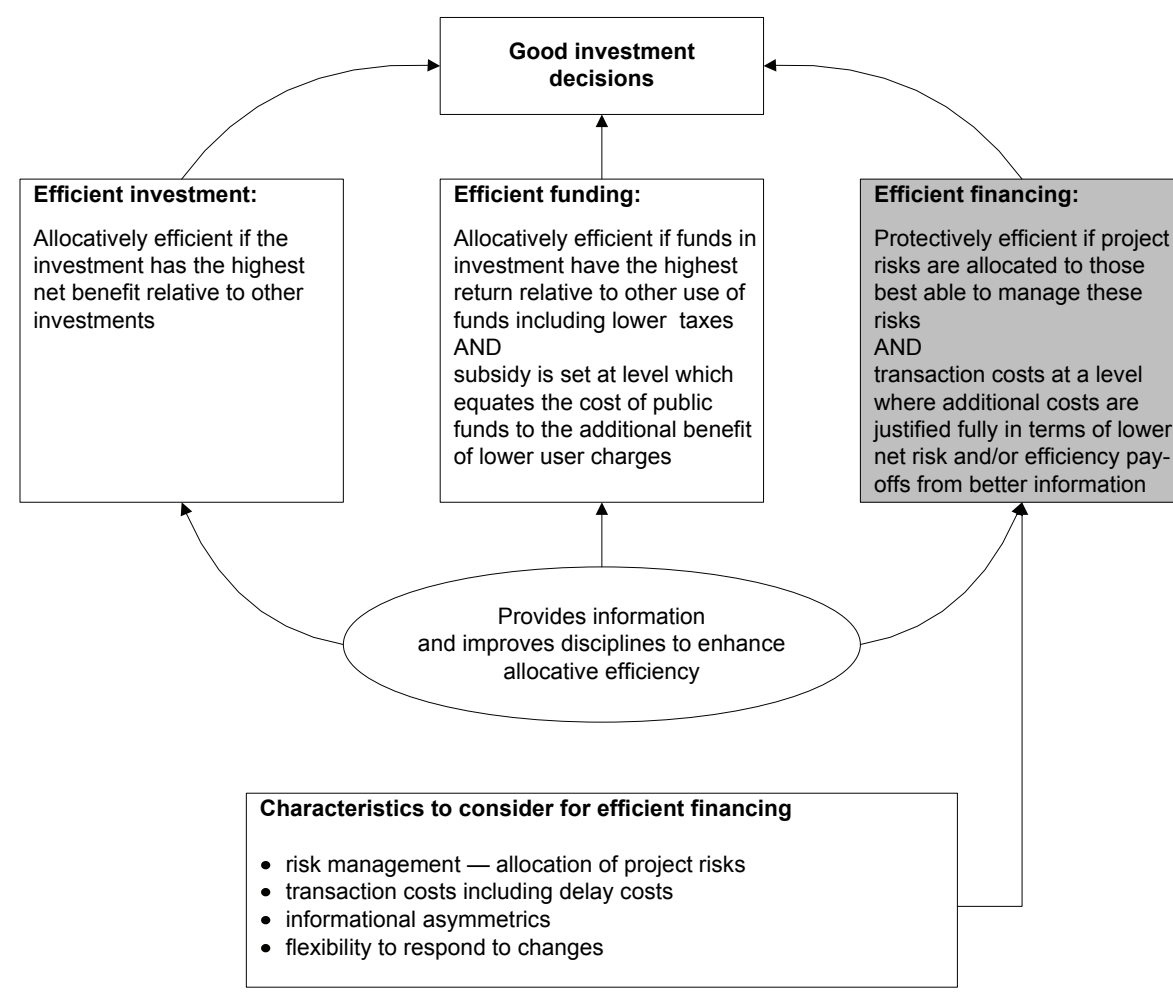 Good investment
decisions
Efficient investment:
Allocatively efficient if the
investment has the highest
net benefit relative to other
investments
Efficient funding:
Allocatively efficient if funds in
investment have the highest
return relative to other use of
funds including lower taxes
AND
subsidy is set at level which
equates the cost of public
funds to the additional benefit
of lower user charges
Efficient financing:
Protectively efficient if project
risks are allocated to those
best able to manage these
risks
AND
transaction costs at a level
where additional costs are
justified fully in terms of lower
net risk and/or efficiency pay-
offs from better information
Provides information
and improves disciplines to enhance
allocative efficiency
Characteristics to consider for efficient financing
• risk management — allocation of project risks
• transaction costs including delay costs
• informational asymmetrics
• flexibility to respond to changes